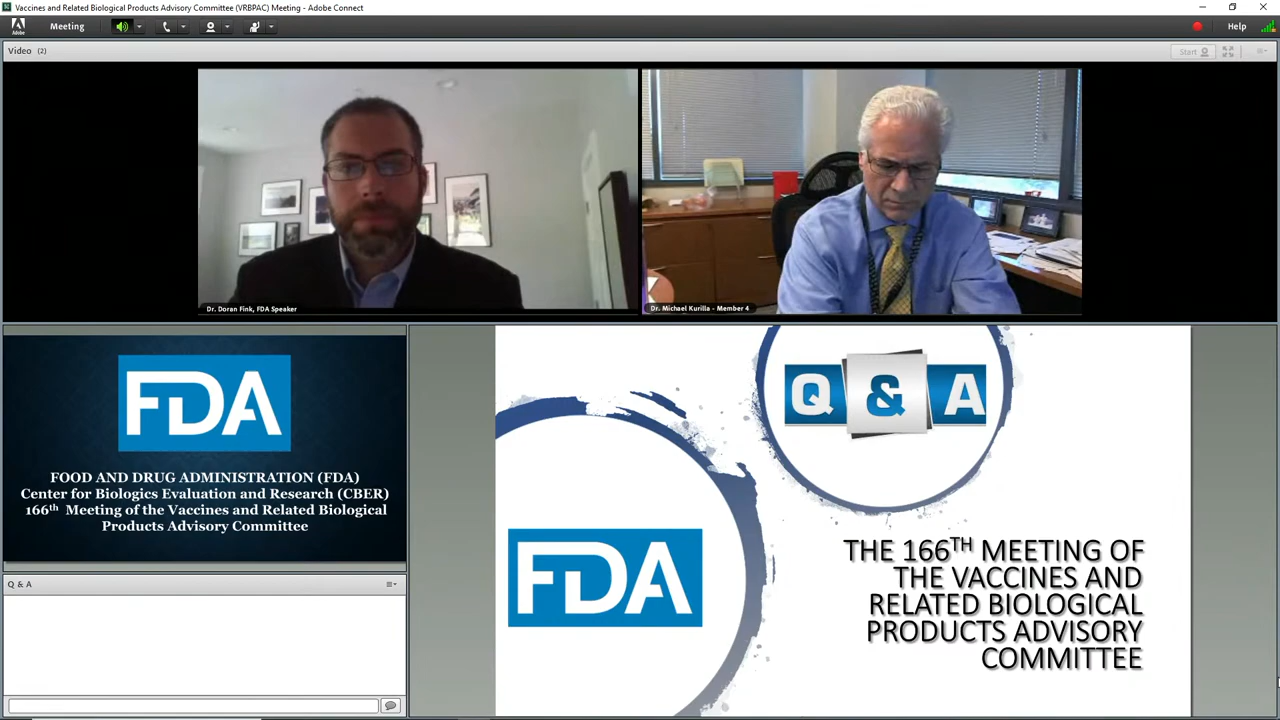 Vaccines and Related Biological Products Advisory Committee (VRBPAC) Meeting - Adobe Connect
Meeting
Help
Video (2)
Start
Dr. Doran Fink, FDA Speaker
Dr. Michael Kurilla - Member 4
FDA
FOOD AND DRUG ADMINISTRATION (FDA)
Center for Biologics Evaluation and Research (CBER)
166th Meeting of the Vaccines and Related Biological
Products Advisory Committee
Q & A
Q & A
FDA
THE 166TH MEETING OF
THE VACCINES AND
RELATED BIOLOGICAL
PRODUCTS ADVISORY
COMMITTEE